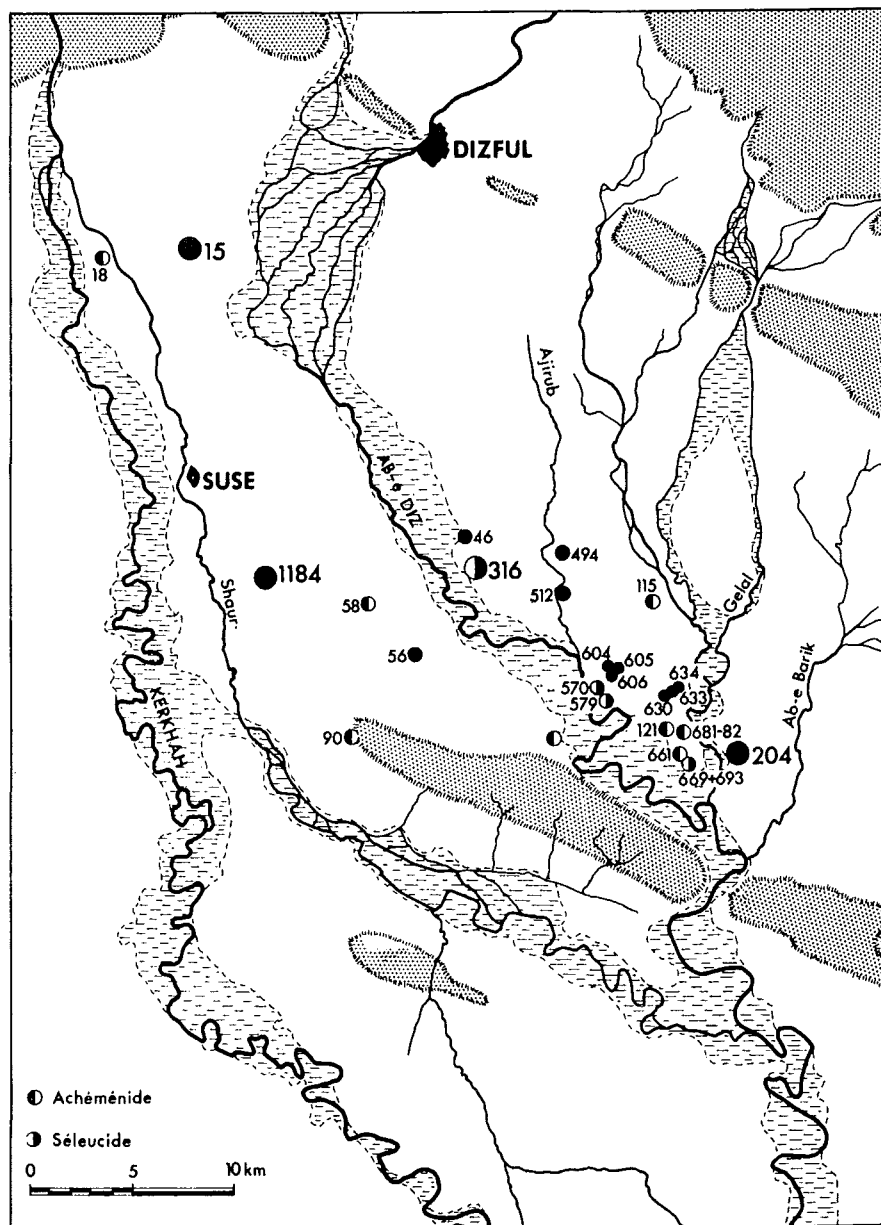 DIZFUL
15
18
Ajirub
SUSE
AB-e DIZ
46
494
316
1184
512
115
Gelal
58
Shaur
604
605
56
606
634
Ab-e Barik
570
633
579
630
KERKHAH
121
681-82
90
661
204
669+693
Achéménide
Séleucide
0 5 10 km